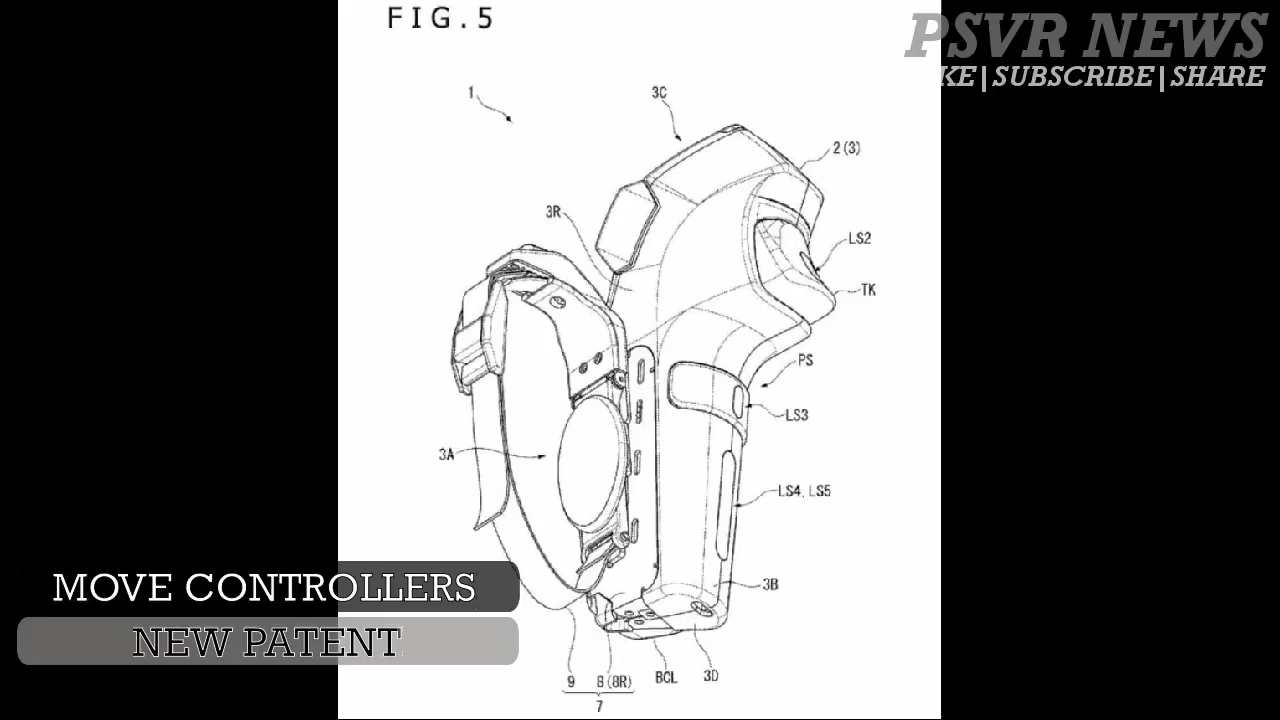 FIG. 5
PSVR NEWS
KE|SUBSCRIBE|SHARE
1
3C
2(3)
3R
LS2
TK
PS
LS3
3A
LS4, LS5
3B
MOVE CONTROLLERS
NEW PATENT
9 8(8R) BCL 3D
7